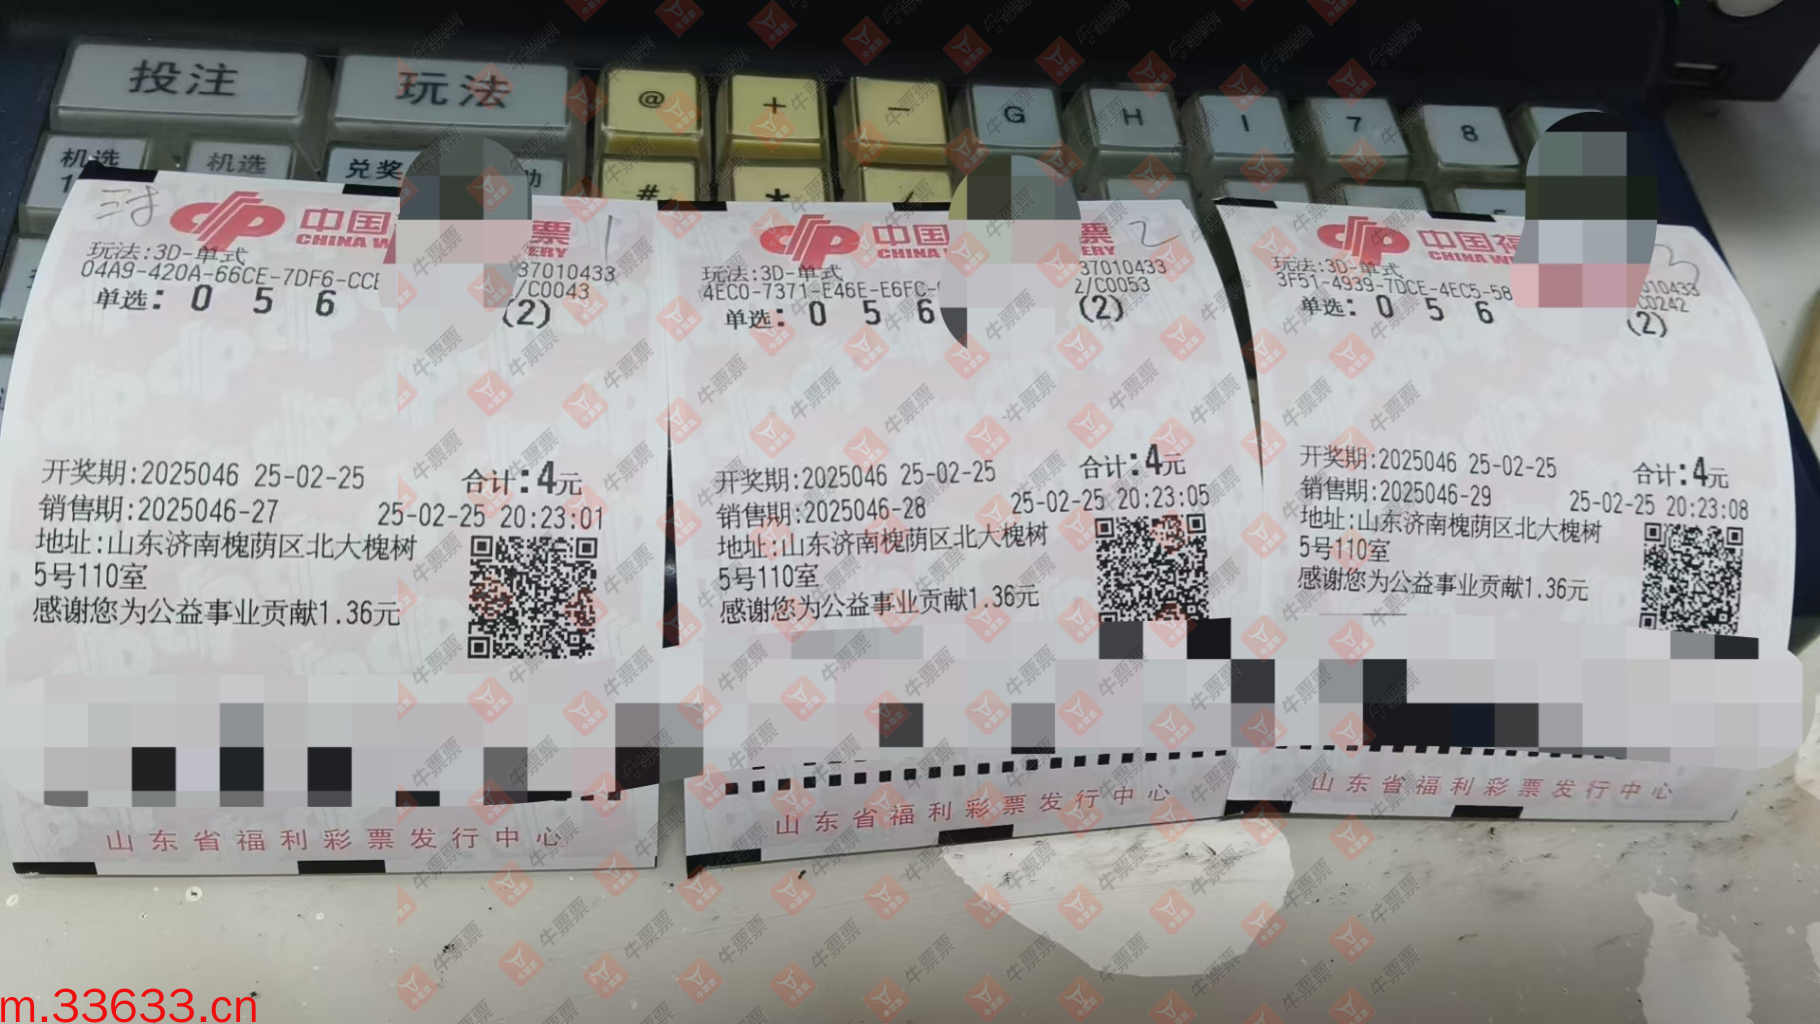 投注
玩法
@
+
-
G
H
I
7
8
机选
1
机选
兑奖
助
#
*
中国
票
CHINA W
ERY
1
玩法:3D-单式
04A9-420A-66CE-7DF6-CC
37010433
/C0043
单选: 0 5 6
(2)
开奖期:2025046 25-02-25
合计:4元
销售期:2025046-27
25-02-25 20:23:01
地址:山东济南槐荫区北大槐树
5号110室
感谢您为公益事业贡献1.36元
山东省福利彩票发行中心
中国
票
CHINA W
ERY
2
玩法:3D-单式
4EC0-7371-E46E-E6FC-
37010433
2/C0053
单选: 0 5 6
(2)
开奖期:2025046 25-02-25
合计:4元
销售期:2025046-28
25-02-25 20:23:05
地址:山东济南槐荫区北大槐树
5号110室
感谢您为公益事业贡献1.36元
山东省福利彩票发行中心
中国福
CHINA W
3
玩法:3D-单式
3F51-4939-7DCE-4EC5-58
010433
C0242
单选: 0 5 6
(2)
开奖期:2025046 25-02-25
合计:4元
销售期:2025046-29
25-02-25 20:23:08
地址:山东济南槐荫区北大槐树
5号110室
感谢您为公益事业贡献1.36元
山东省福利彩票发行中心
牛票票
m.33633.cn